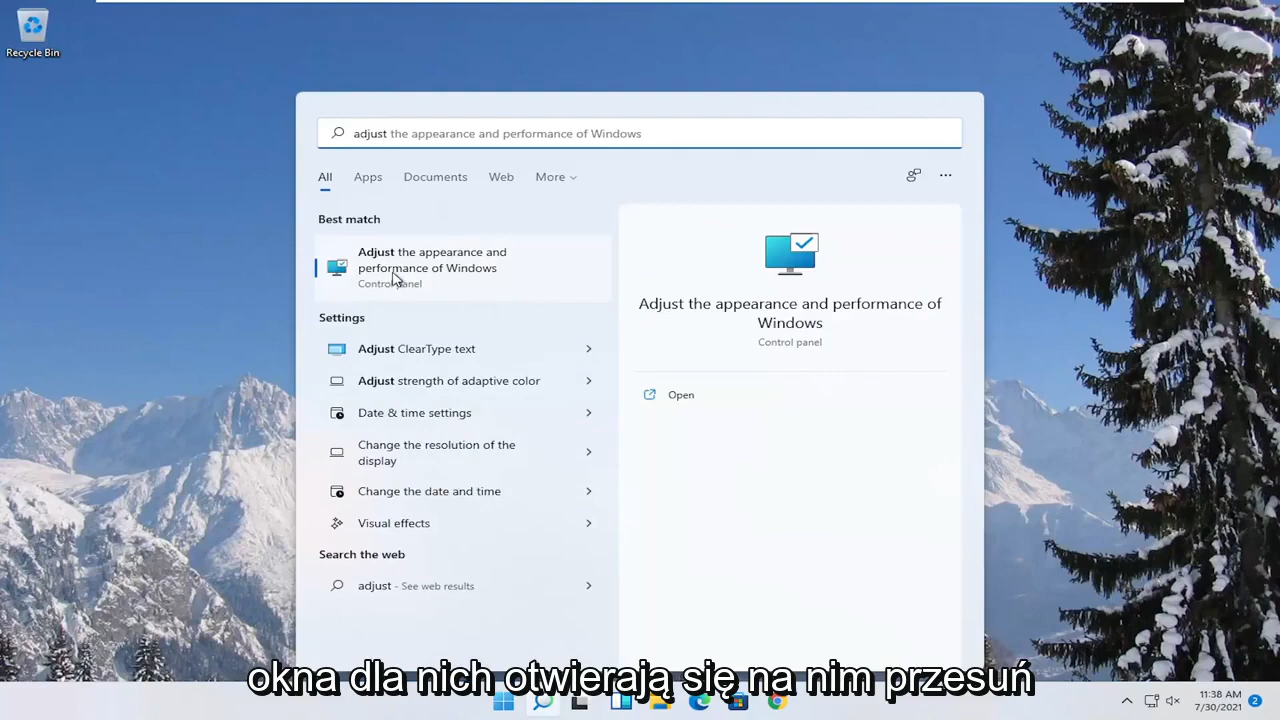 Recycle Bin
adjust the appearance and performance of Windows
All Apps Documents Web More
Best match
Adjust the appearance and
performance of Windows
Control panel
Settings
Adjust ClearType text
Adjust strength of adaptive color
Date & time settings
Change the resolution of the
display
Change the date and time
Visual effects
Search the web
adjust - See web results
Adjust the appearance and performance of
Windows
Control panel
Open
okna dla nich otwierają się na nim przesuń
11:38 AM
7/30/2021
2